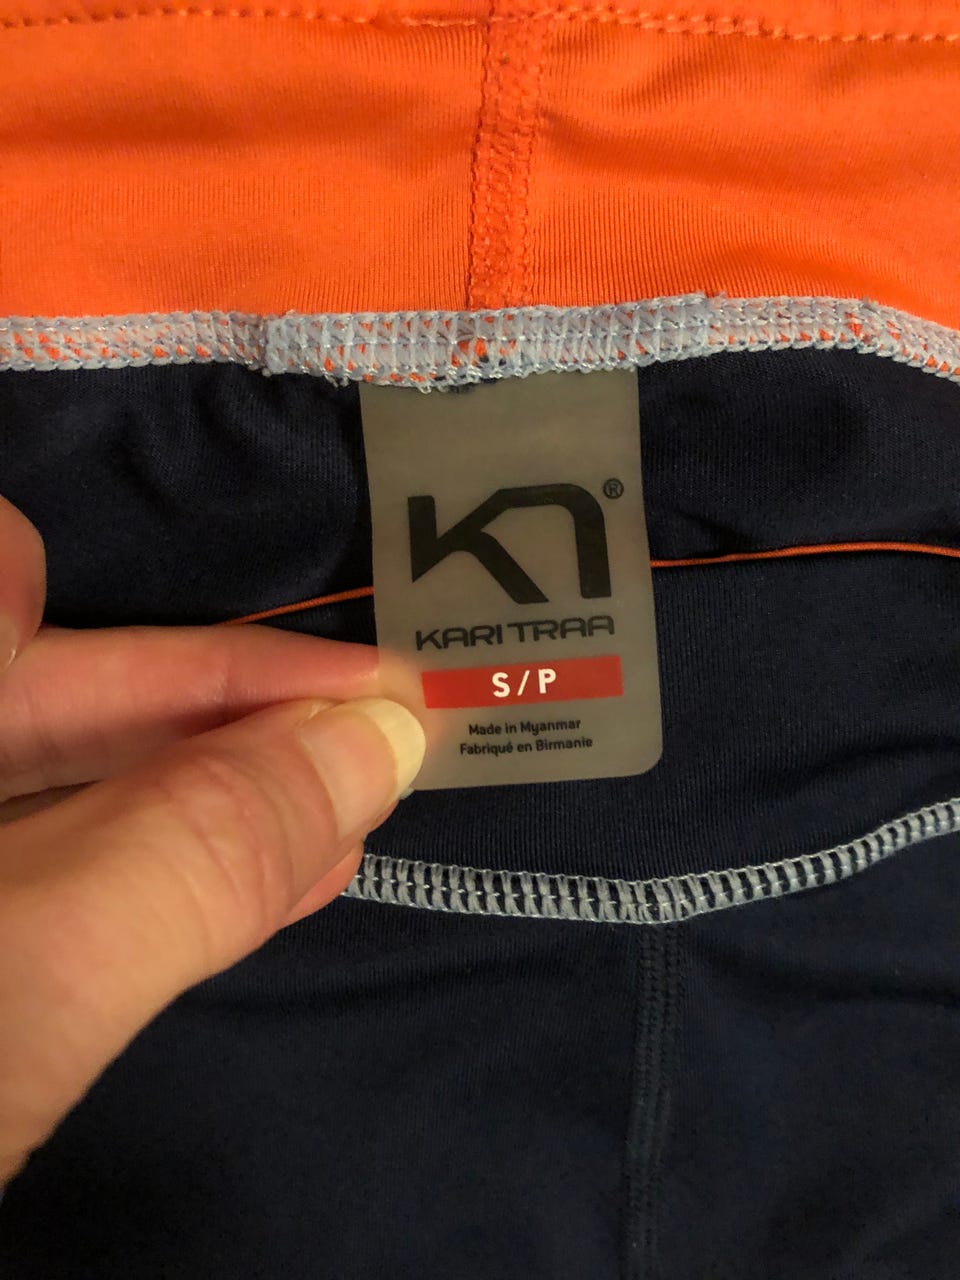 ®
KARI TRAA
S/P
Made in Myanmar
Fabriqué en Birmanie